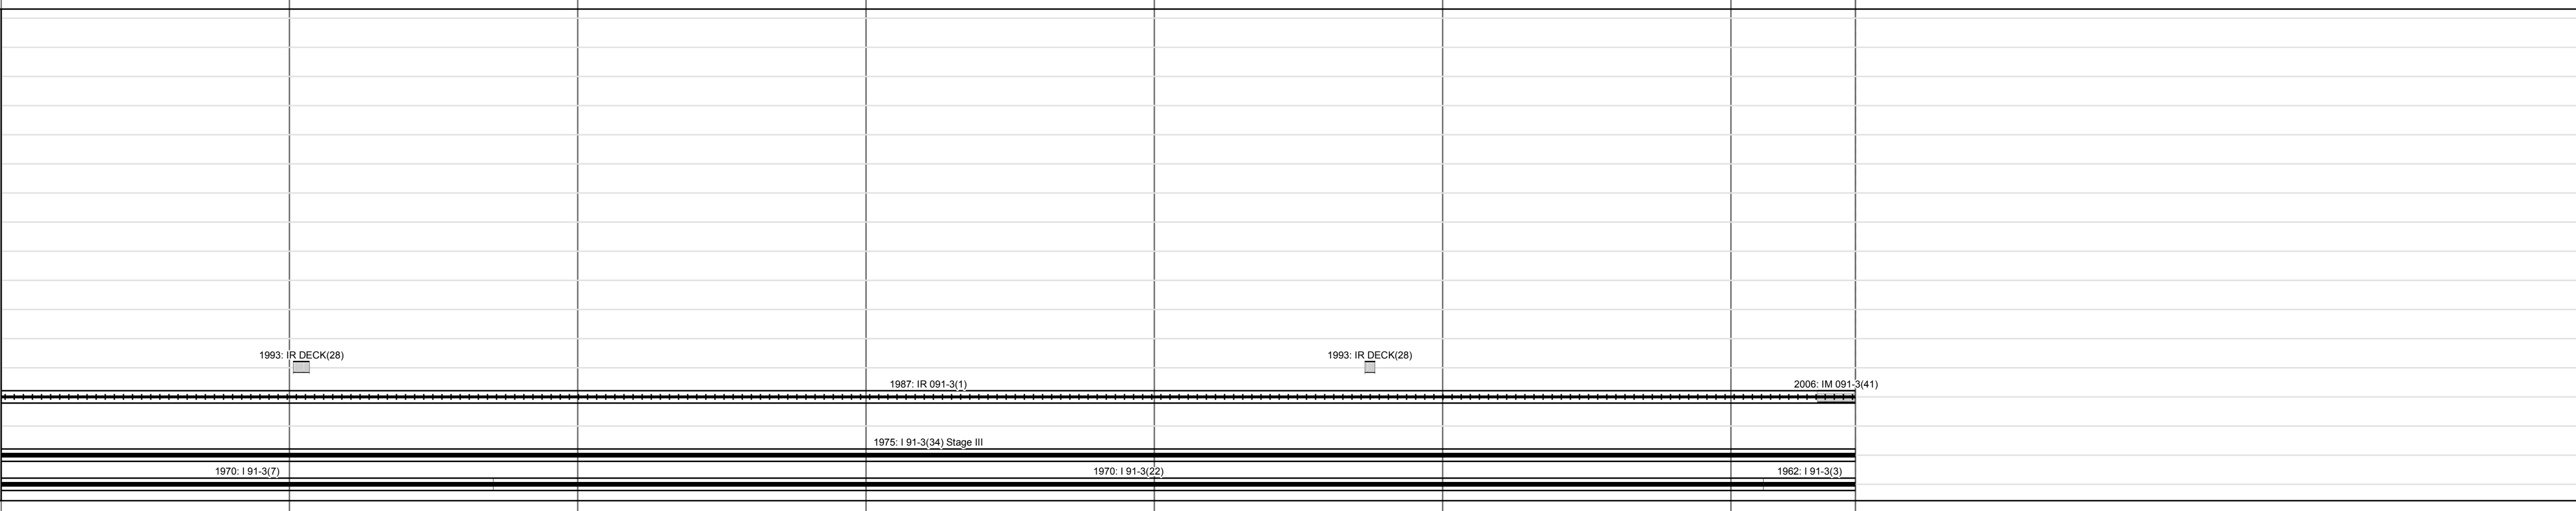 1993: IR DECK(28)
1993: IR DECK(28)
1987: IR 091-3(1)
2006: IM 091-3(41)
1975: I 91-3(34) Stage III
1970: I 91-3(7)
1970: I 91-3(22)
1962: I 91-3(3)